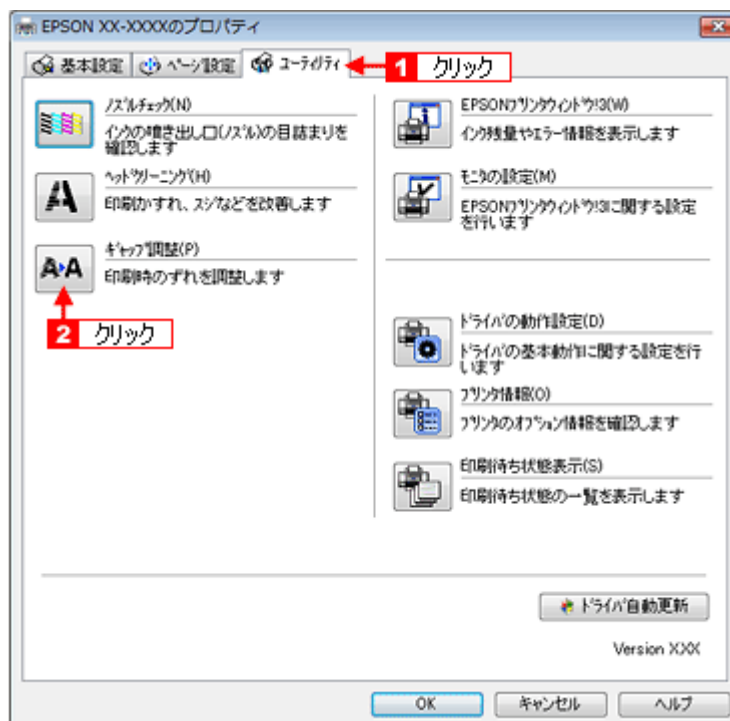 EPSON XX-XXXXのプロパティ
基本設定
ページ設定
ユーティリティ
1 クリック
ノズルチェック(N)
インクの噴き出し口(ノズル)の目詰まりを
確認します
ヘッドクリーニング(H)
印刷かすれ、スジなどを改善します
ギャップ調整(P)
印刷時のずれを調整します
2 クリック
EPSONプリンタウィンドウ!3(W)
インク残量やエラー情報を表示します
モニタの設定(M)
EPSONプリンタウィンドウ!3に関する設定
を行います
ドライバの動作設定(D)
ドライバの基本動作に関する設定を行
います
プリンタ情報(O)
プリンタのオプション情報を確認します
印刷待ち状態表示(S)
印刷待ち状態の一覧を表示します
ドライバ自動更新
Version X.XX
OK
キャンセル
ヘルプ